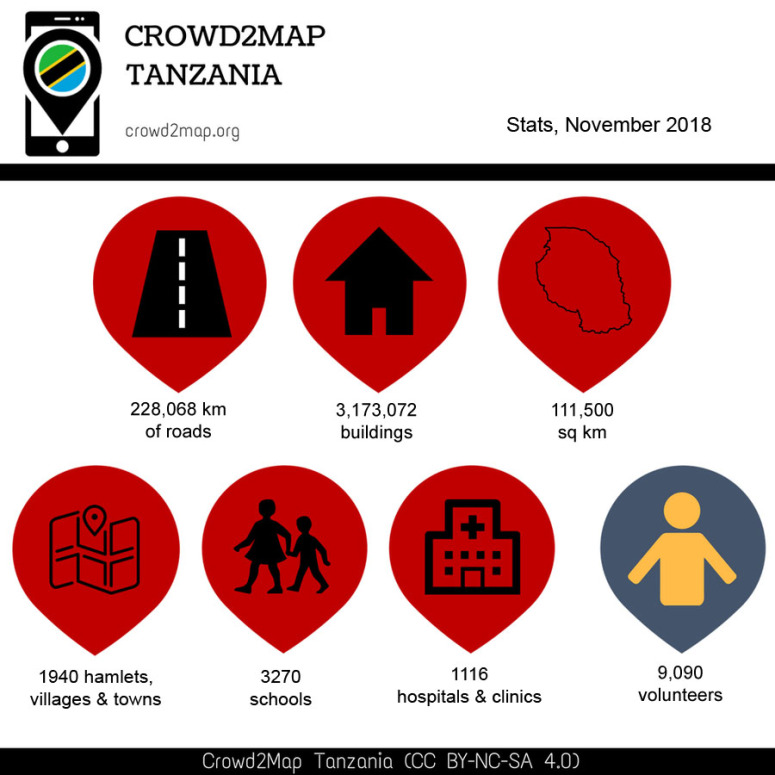 CROWD2MAP
TANZANIA
crowd2map.org
Stats, November 2018
228,068 km
of roads
3,173,072
buildings
111,500
sq km
1940 hamlets,
villages & towns
3270
schools
1116
hospitals & clinics
9,090
volunteers
Crowd2Map Tanzania (CC BY-NC-SA 4.0)